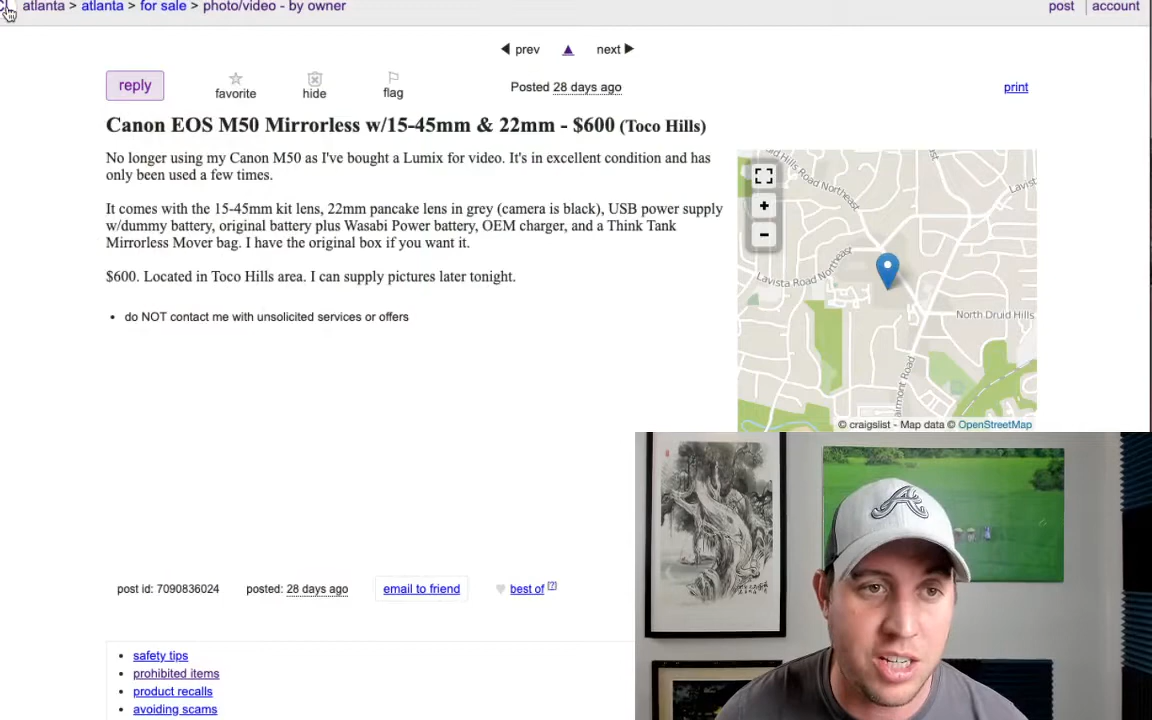 CL atlanta > atlanta > for sale > photo/video - by owner
post account
◀ prev ▲ next ▶
reply
favorite
hide
flag
Posted 28 days ago
print
Canon EOS M50 Mirrorless w/15-45mm & 22mm - $600 (Toco Hills)
No longer using my Canon M50 as I've bought a Lumix for video. It's in excellent condition and has
only been used a few times.
It comes with the 15-45mm kit lens, 22mm pancake lens in grey (camera is black), USB power supply
w/dummy battery, original battery plus Wasabi Power battery, OEM charger, and a Think Tank
Mirrorless Mover bag. I have the original box if you want it.
$600. Located in Toco Hills area. I can supply pictures later tonight.
• do NOT contact me with unsolicited services or offers
Hills Road Northeast
Lavist
+
-
Lavista Road Northeast
North Druid Hills
airmont Road
© craigslist - Map data © OpenStreetMap
A
post id: 7090836024
posted: 28 days ago
email to friend
best of [?]
• safety tips
• prohibited items
• product recalls
• avoiding scams